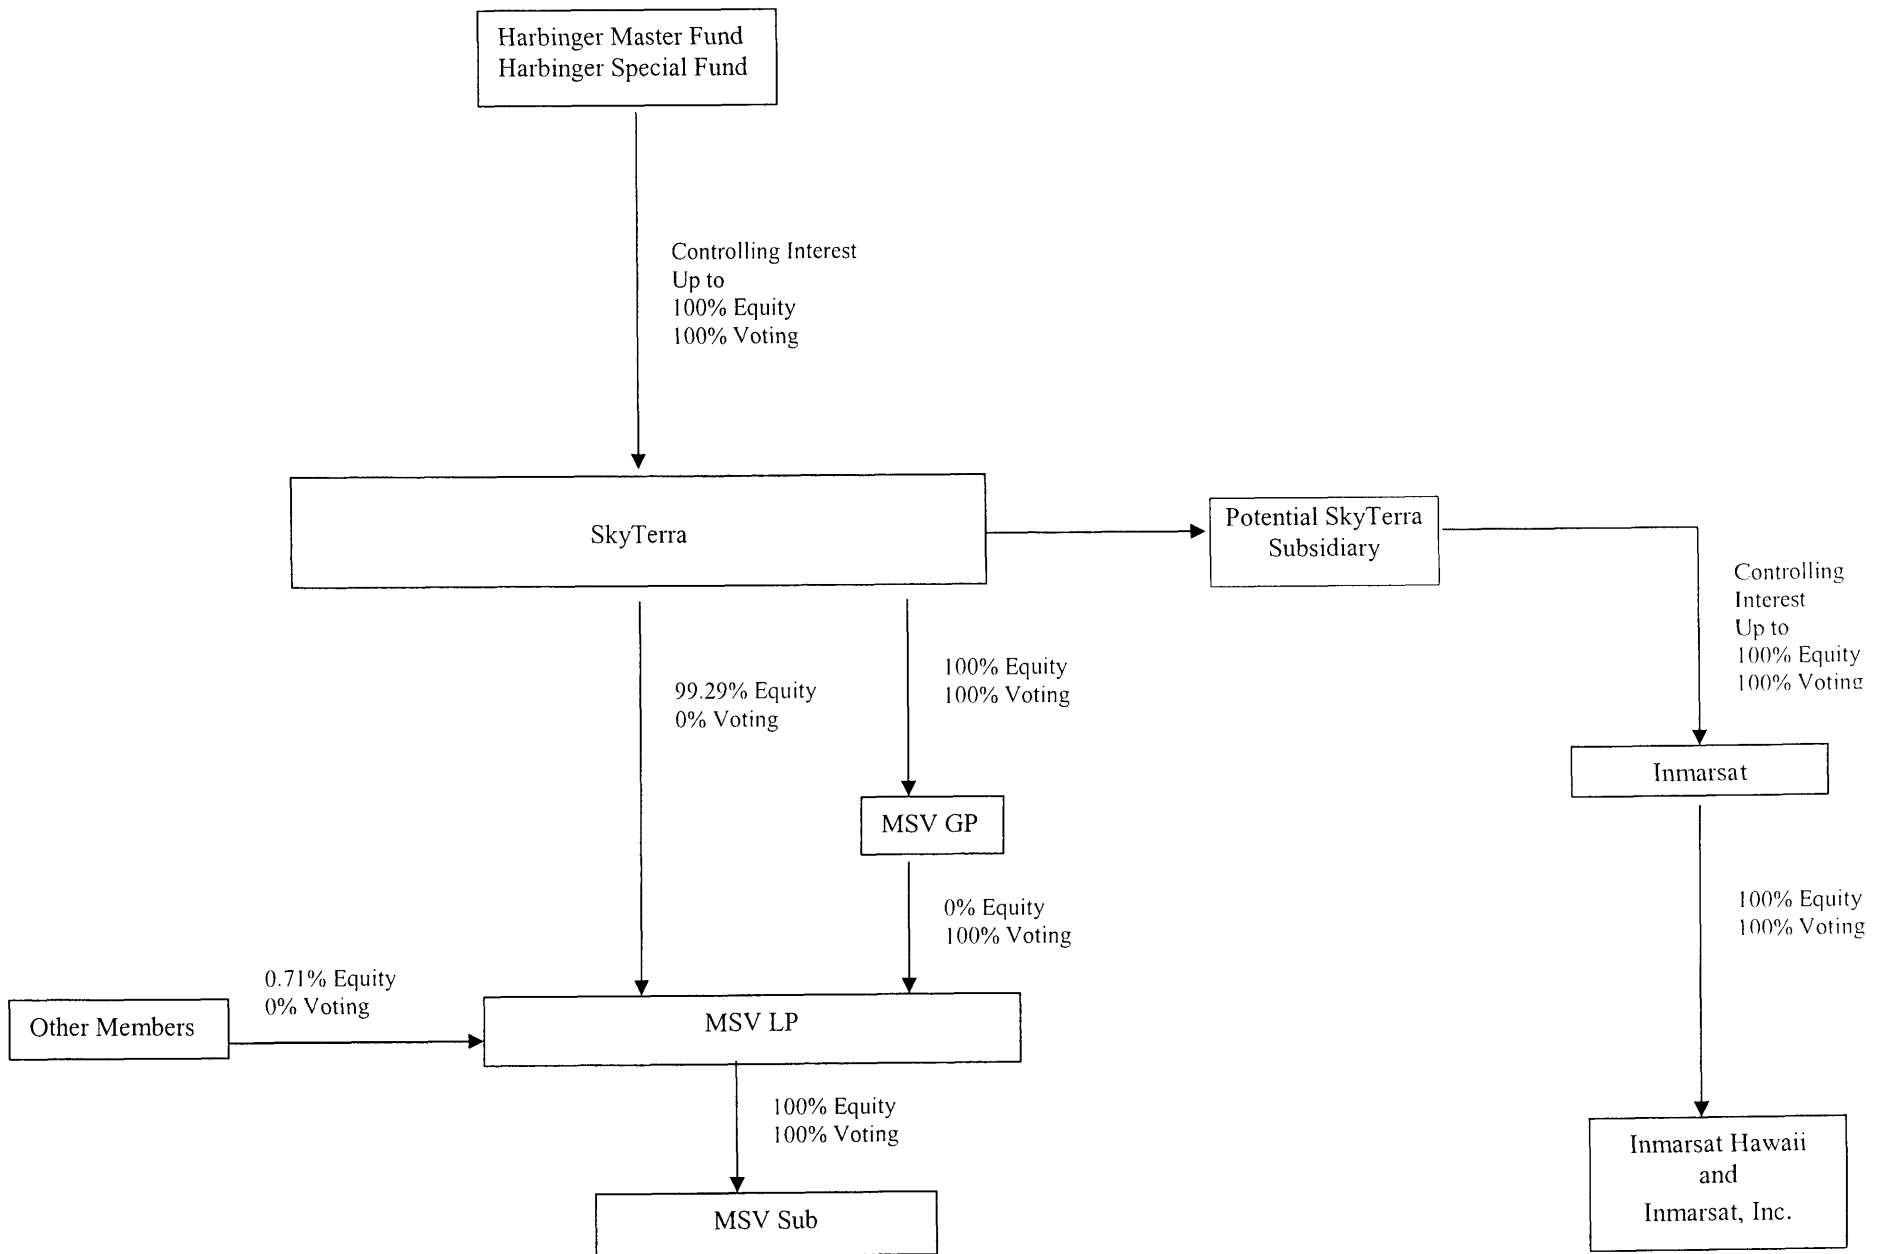 Harbinger Master Fund
Harbinger Special Fund
Controlling Interest
Up to
100% Equity
100% Voting
SkyTerra
Potential SkyTerra
Subsidiary
Controlling
Interest
Up to
100% Equity
100% Voting
99.29% Equity
0% Voting
100% Equity
100% Voting
Inmarsat
MSV GP
0% Equity
100% Voting
100% Equity
100% Voting
0.71% Equity
0% Voting
Other Members
MSV LP
100% Equity
100% Voting
MSV Sub
Inmarsat Hawaii
and
Inmarsat, Inc.